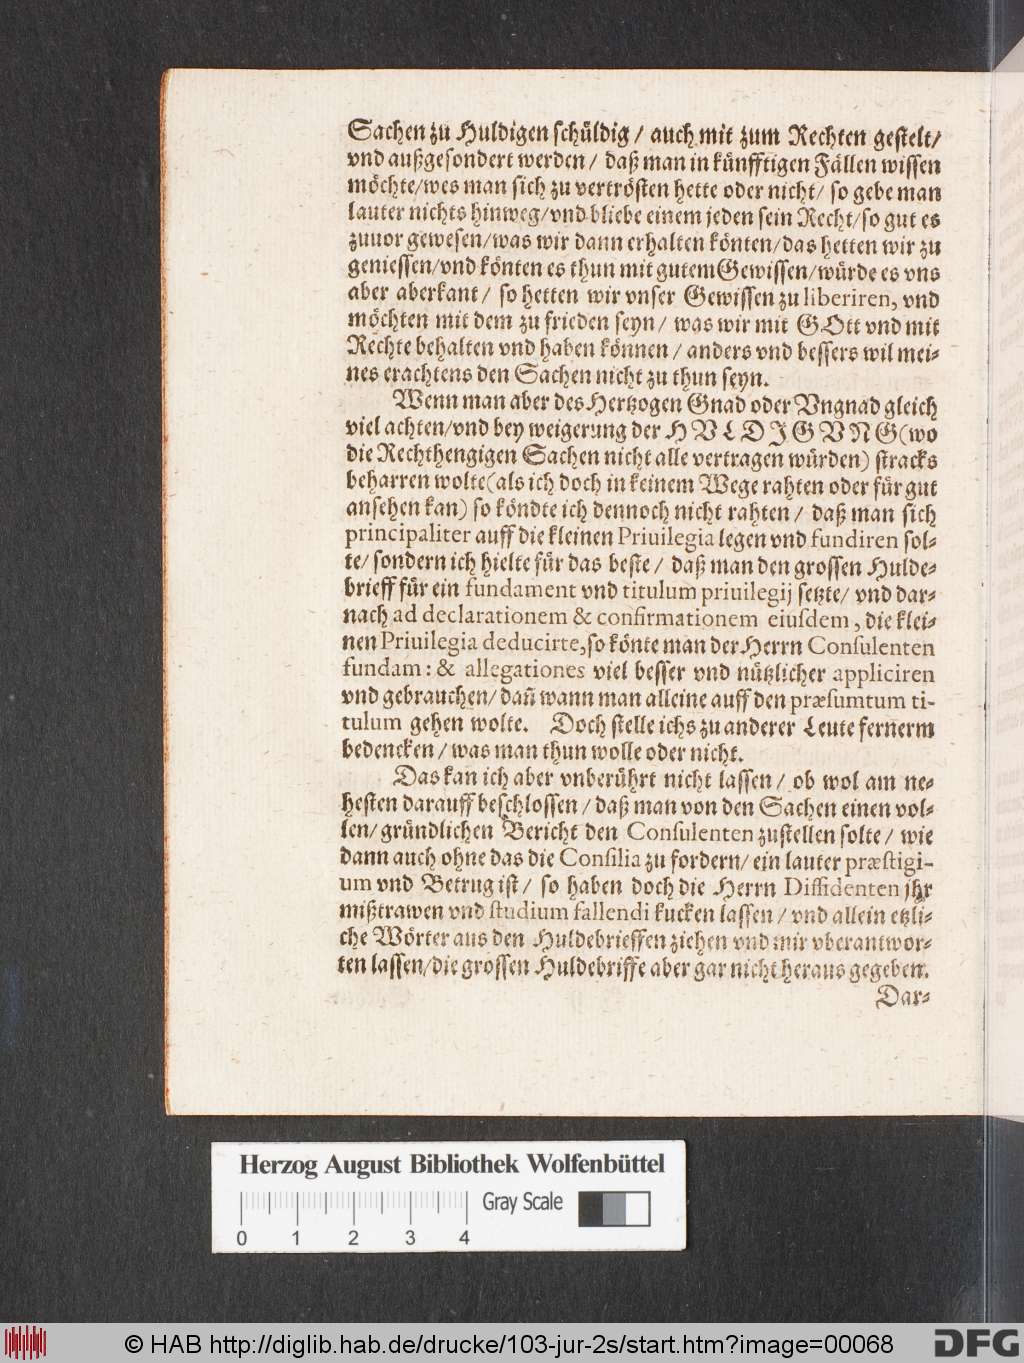 Sachen zu Huldigen schüldig / auch mit zum Rechten gestelt/
vnd außgesondert werden / daß man in künfftigen Fällen wissen
möchte/wes man sich zu vertrösten hette oder nicht / so gebe man
lauter nichts hinweg/vnd bliebe einem jeden sein Recht/so gut es
zuuor gewesen/was wir dann erhalten könten/das hetten wir zu
geniessen/vnd könten es thun mit gutem Gewissen/würde es vns
aber aberkant / so hetten wir vnser Gewissen zu liberiren, vnd
möchten mit dem zu frieden seyn / was wir mit GOtt vnd mit
Rechte behalten vnd haben können / anders vnd bessers wil mei-
nes erachtens den Sachen nicht zu thun seyn.
Wenn man aber des Hertzogen Gnad oder Vngnad gleich
viel achten/vnd bey weigerung der HVLDIGVNG (wo
die Rechthengigen Sachen nicht alle vertragen würden) stracks
beharren wolte (als ich doch in keinem Wege rahten oder für gut
ansehen kan) so köndte ich dennoch nicht rahten / daß man sich
principaliter auff die kleinen Priuilegia legen vnd fundiren sol-
te/ sondern ich hielte für das beste / daß man den grossen Hulde-
brieff für ein fundament vnd titulum priuilegij setzte/ vnd dar-
nach ad declarationem & confirmationem eiuſdem, die klei-
nen Priuilegia deducirte, so könte man der Herrn Conſulenten
fundam: & allegationes viel besser vnd nützlicher appliciren
vnd gebrauchen/ dañ wann man alleine auff den præſumtum ti-
tulum gehen wolte. Doch stelle ichs zu anderer Leute fernerm
bedencken / was man thun wolle oder nicht.
Das kan ich aber vnberührt nicht lassen / ob wol am ne-
hesten darauff beschlossen / daß man von den Sachen einen vol-
len/ gründlichen Bericht den Conſulenten zustellen solte / wie
dann auch ohne das die Conſilia zu fordern/ ein lauter præſtigi-
um vnd Betrug ist / so haben doch die Herrn Diſſidenten jhr
mißtrawen vnd ſtudium fallendi kucken lassen / vnd allein etzli-
che Wörter aus den Huldebrieffen ziehen vnd mir vberantwor-
ten lassen/die grossen Huldebriffe aber gar nicht heraus gegeben.
Dar-
Herzog August Bibliothek Wolfenbüttel
Gray Scale
0 1 2 3 4
© HAB http://diglib.hab.de/drucke/103-jur-2s/start.htm?image=00068
DFG